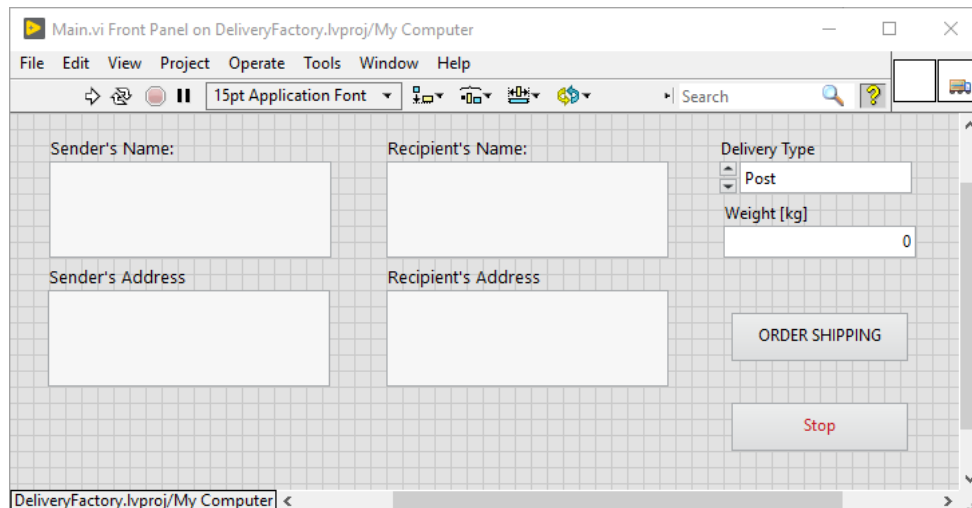 Main.vi Front Panel on DeliveryFactory.lvproj/My Computer
File Edit View Project Operate Tools Window Help
15pt Application Font Search
Sender's Name: Recipient's Name: Delivery Type
Post
Weight [kg]
0
Sender's Address Recipient's Address
ORDER SHIPPING
Stop
DeliveryFactory.lvproj/My Computer